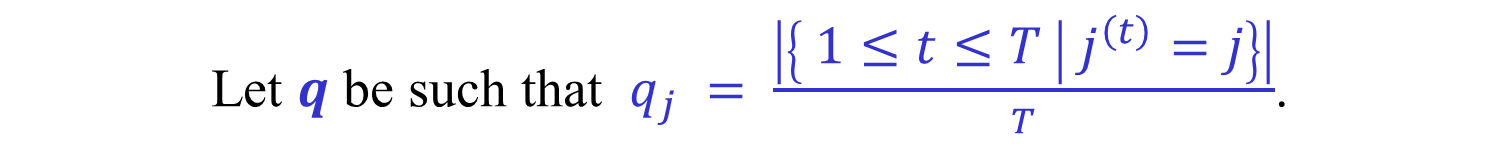 Let q be such that q_j = |{ 1 ≤ t ≤ T | j^(t) = j}| / T.